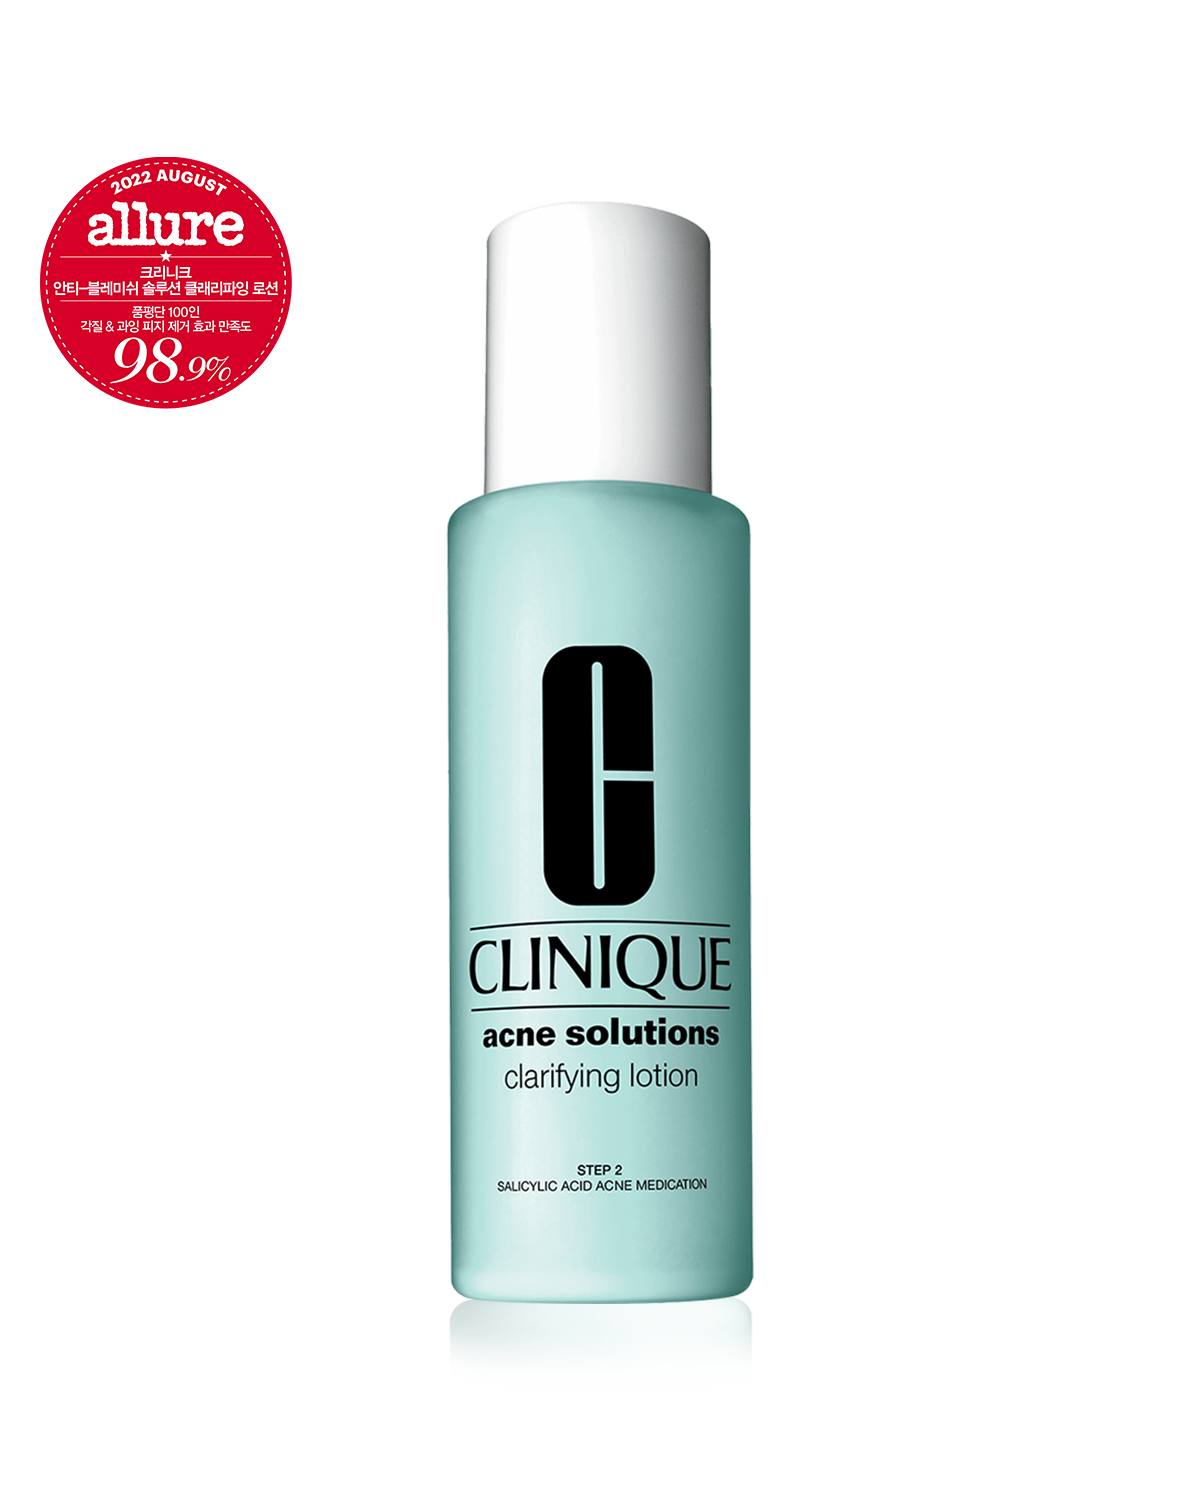 2022 AUGUST
allure
크리니크
안티-블레미쉬 솔루션 클래리파잉 로션
품평단 100인
각질 & 과잉 피지 제거 효과 만족도
98.9%
C
CLINIQUE
acne solutions
clarifying lotion
STEP 2
SALICYLIC ACID ACNE MEDICATION